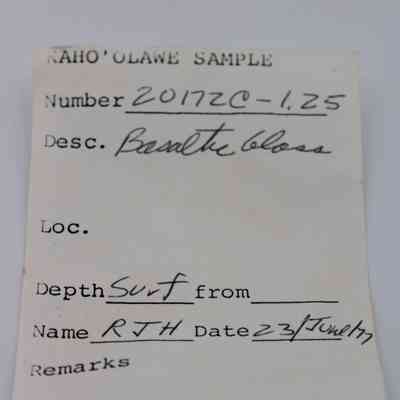 KAHO'OLAWE SAMPLE
Number 20172C-1.25
Desc. Basaltic Glass
Loc.
Depth Surf from
Name RJH Date 23/June/77
Remarks